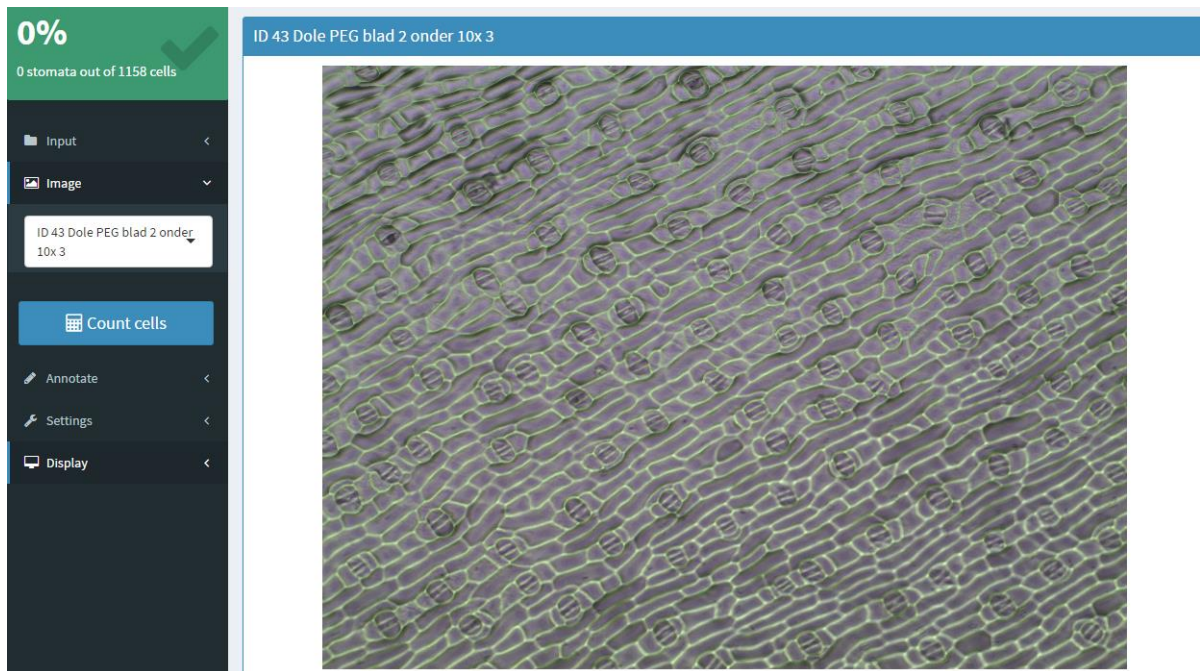 0%
0 stomata out of 1158 cells
Input
Image
ID 43 Dole PEG blad 2 onder
10x 3
Count cells
Annotate
Settings
Display
ID 43 Dole PEG blad 2 onder 10x 3